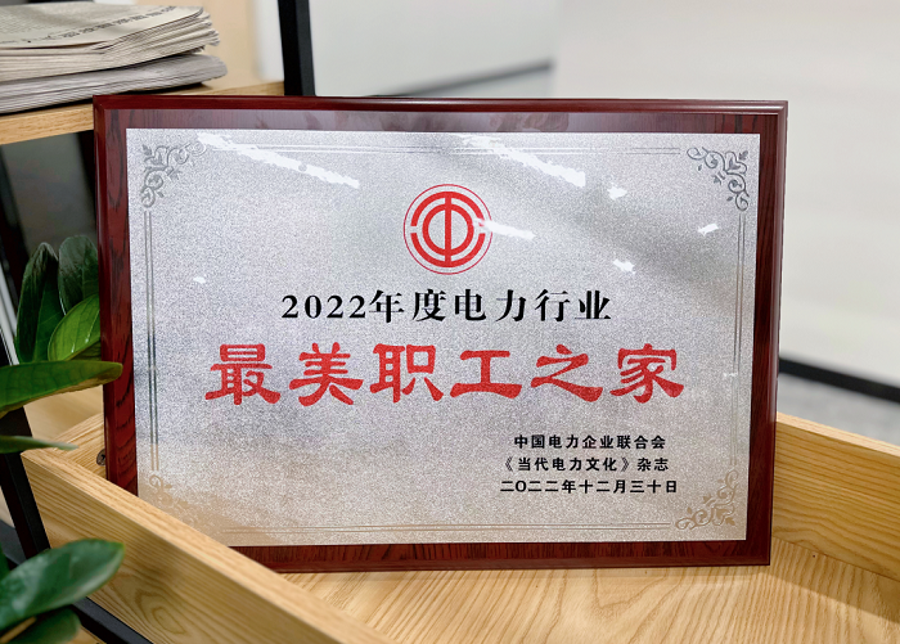 2022年度电力行业
最美职工之家
中国电力企业联合会
《当代电力文化》杂志
二〇二二年十二月三十日